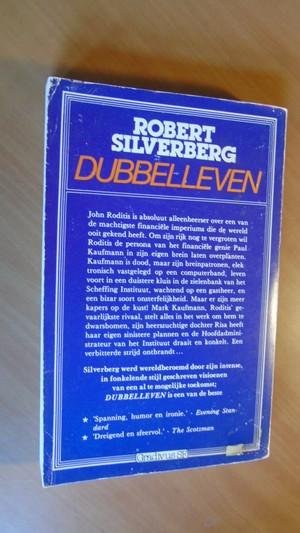 ROBERT
SILVERBERG
DUBBELLEVEN
John Roditis is absoluut alleenheerser over een van
de machtigste financiële imperiums die de wereld
ooit gekend heeft. Om zijn rijk nog te vergroten wil
Roditis de persona van het financiële genie Paul
Kaufmann in zijn eigen brein laten overplanten.
Kaufmann is dood, maar zijn breinpatronen, elek
tronisch vastgelegd op een computerband, leven
voort in een duistere kluis in de zielenbank van het
Scheffing Instituut, wachtend op een gastheer, en
een bizar soort onsterfelijkheid. Maar er zijn meer
kapers op de kust! Mark Kaufmann, Roditis' ge-
vaarlijkste rivaal, stelt alles in het werk om hem te
dwarsbomen, zijn heerszuchtige dochter Risa heeft
haar eigen sinistere plannen en de Hoofdadmini-
strateur van het Instituut draait en konkelt. Een
verbitterde strijd ontbrandt...
Silverberg werd wereldberoemd door zijn intense,
in fonkelende stijl geschreven visioenen
van een al te mogelijke toekomst;
DUBBELLEVEN is een van de beste
★ 'Spanning, humor en ironie.' - Evening Stan-
dard
★ 'Dreigend en sfeervol.' - The Scotsman
Gradivus SF